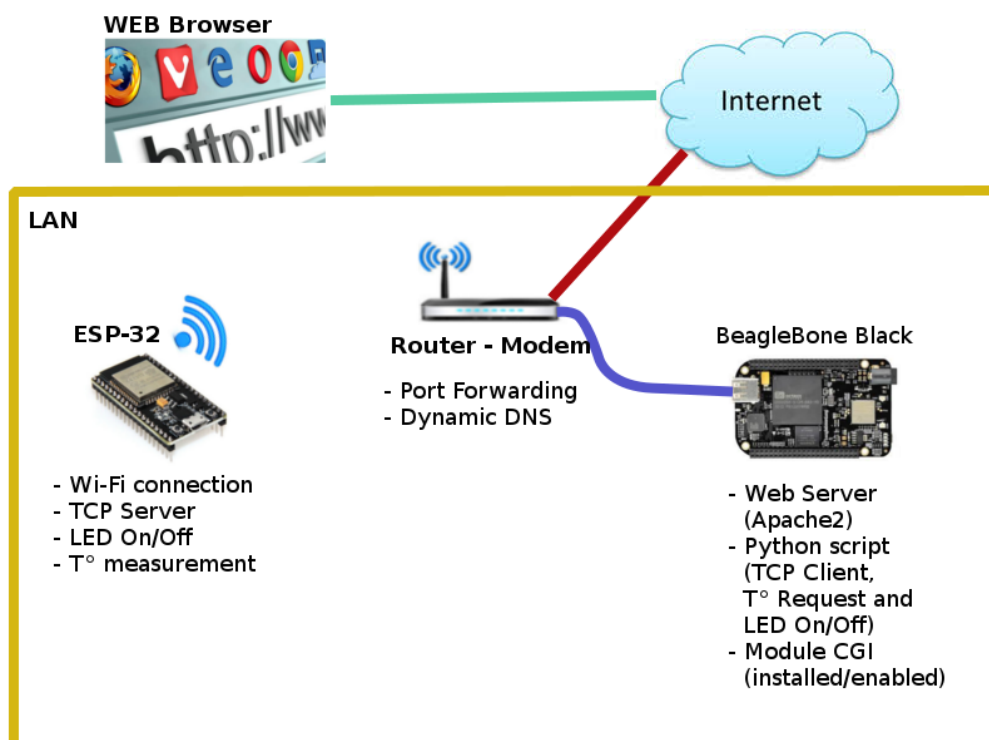 WEB Browser
http://ww
Internet
LAN
ESP-32
Router - Modem
BeagleBone Black
- Port Forwarding
- Dynamic DNS
- Wi-Fi connection
- TCP Server
- LED On/Off
- T° measurement
- Web Server
(Apache2)
- Python script
(TCP Client,
T° Request and
LED On/Off)
- Module CGI
(installed/enabled)